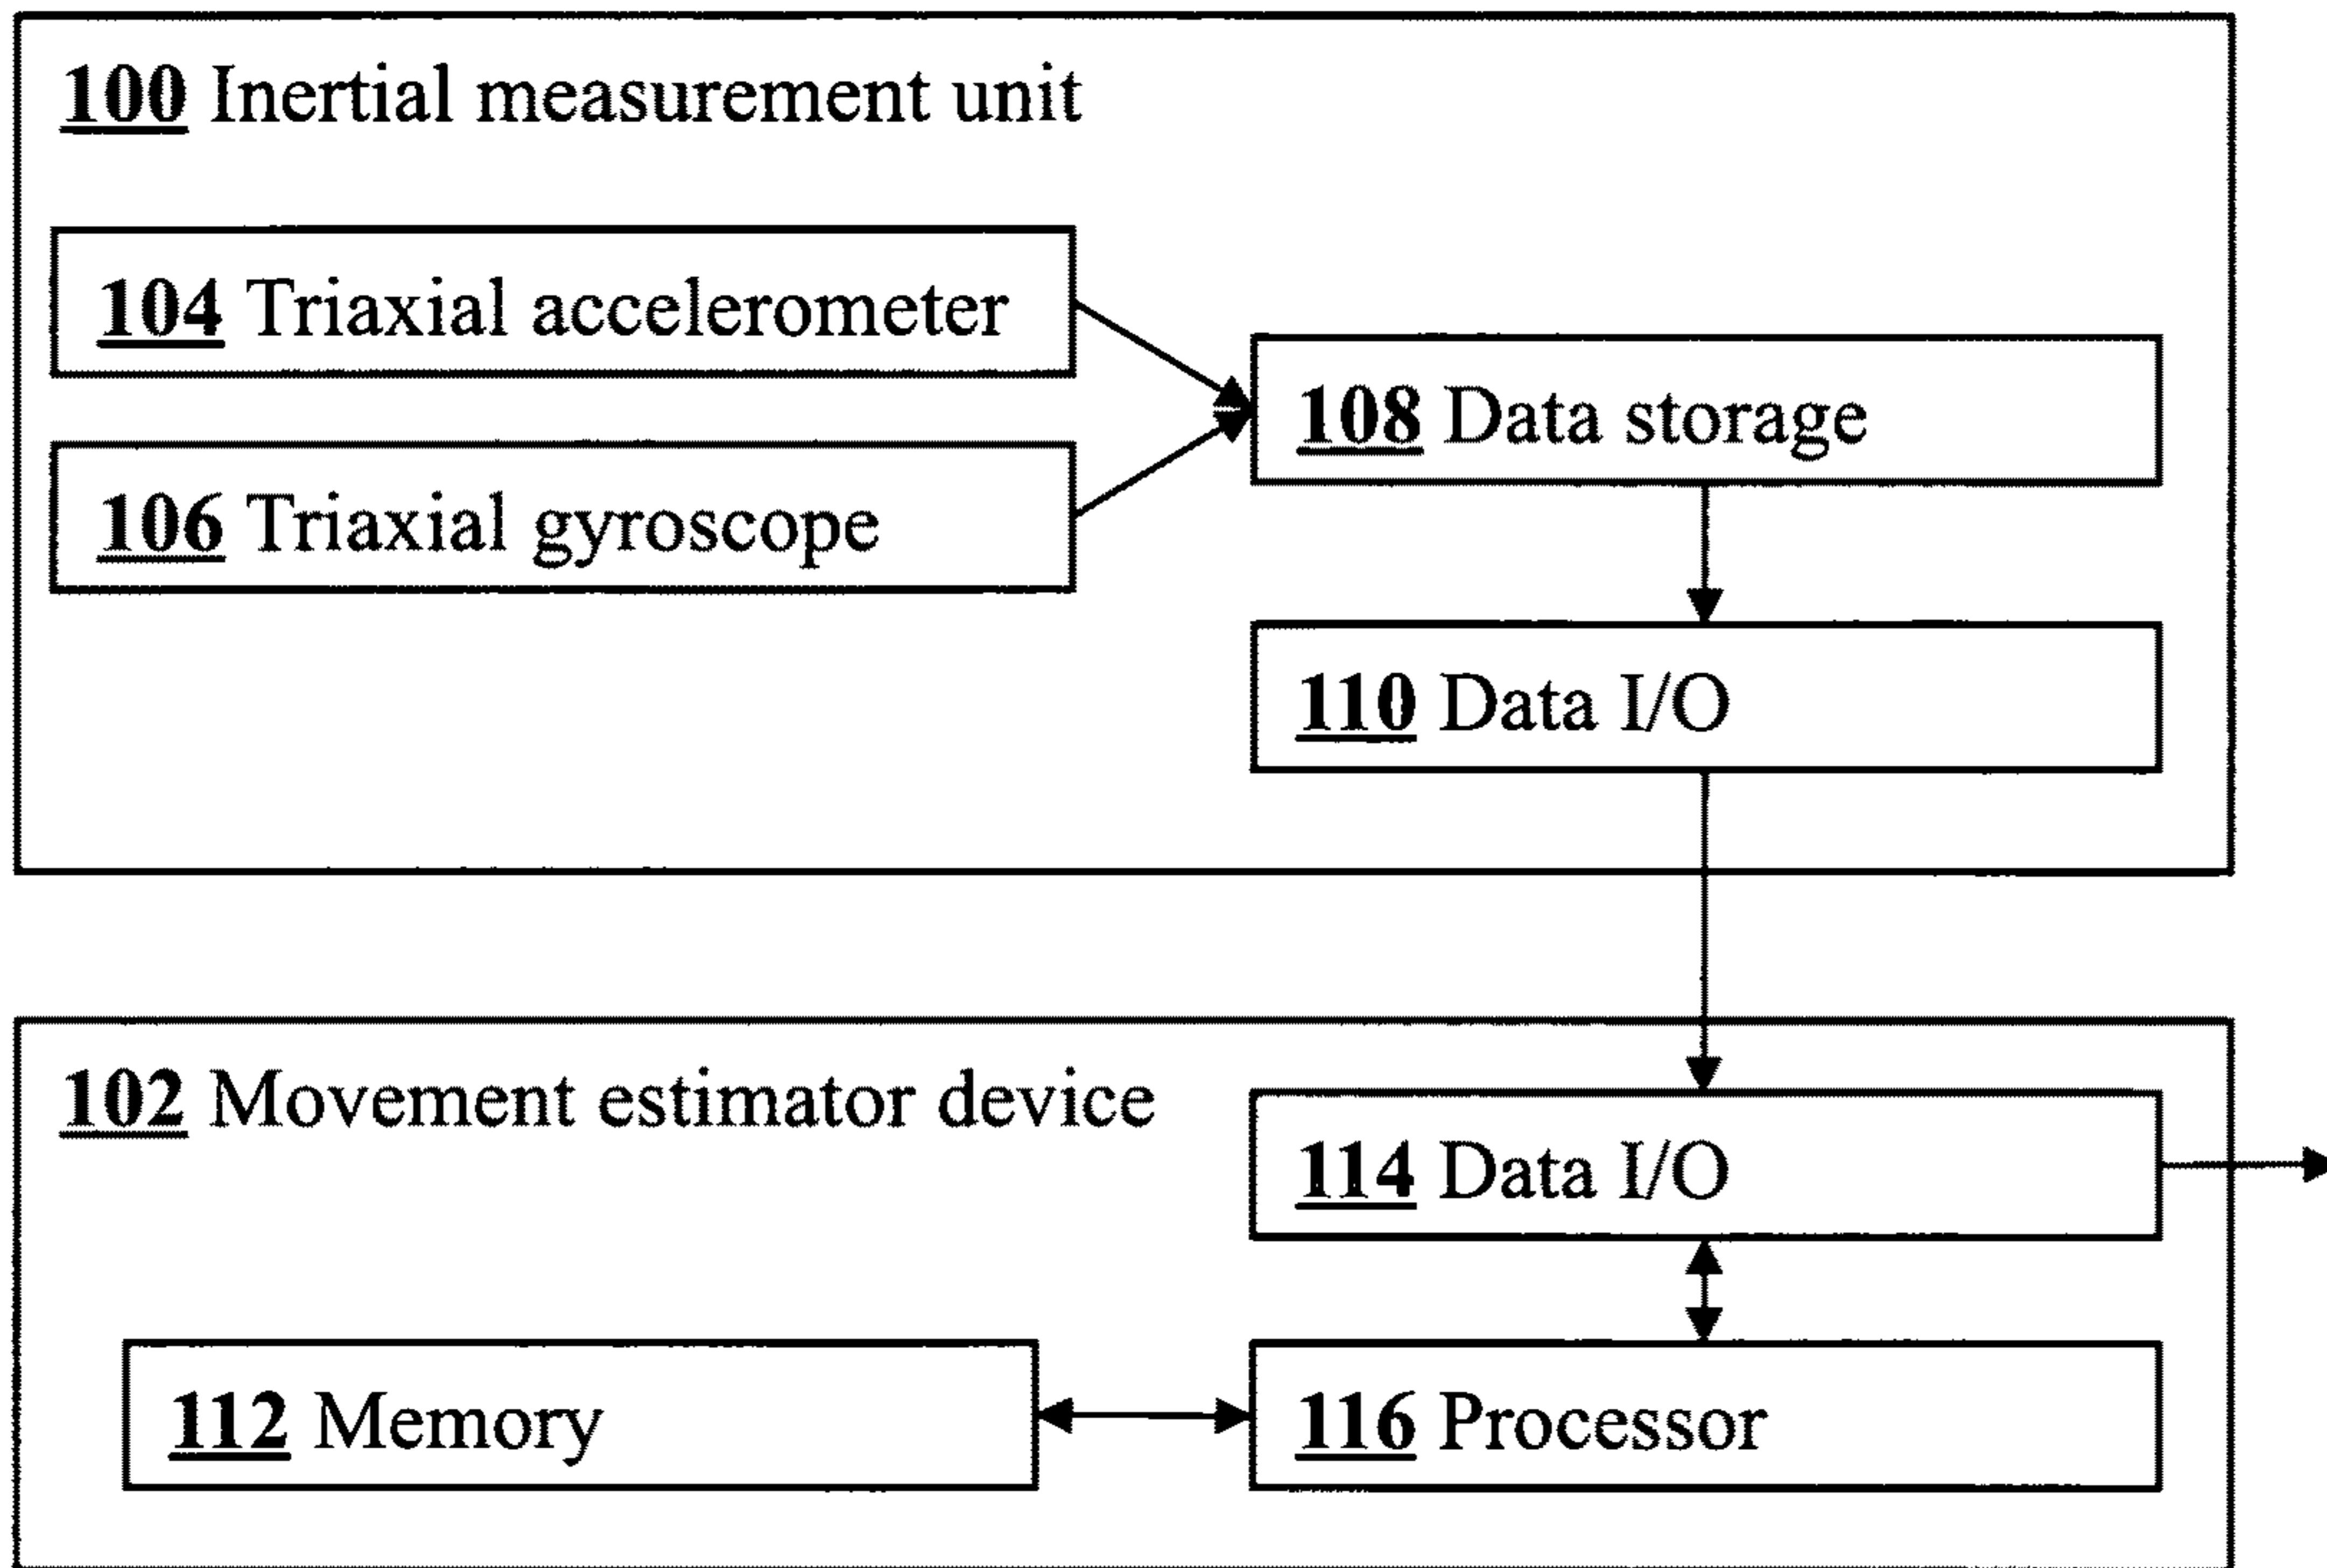 100 Inertial measurement unit
104 Triaxial accelerometer
106 Triaxial gyroscope
108 Data storage
110 Data I/O
102 Movement estimator device
114 Data I/O
112 Memory
116 Processor